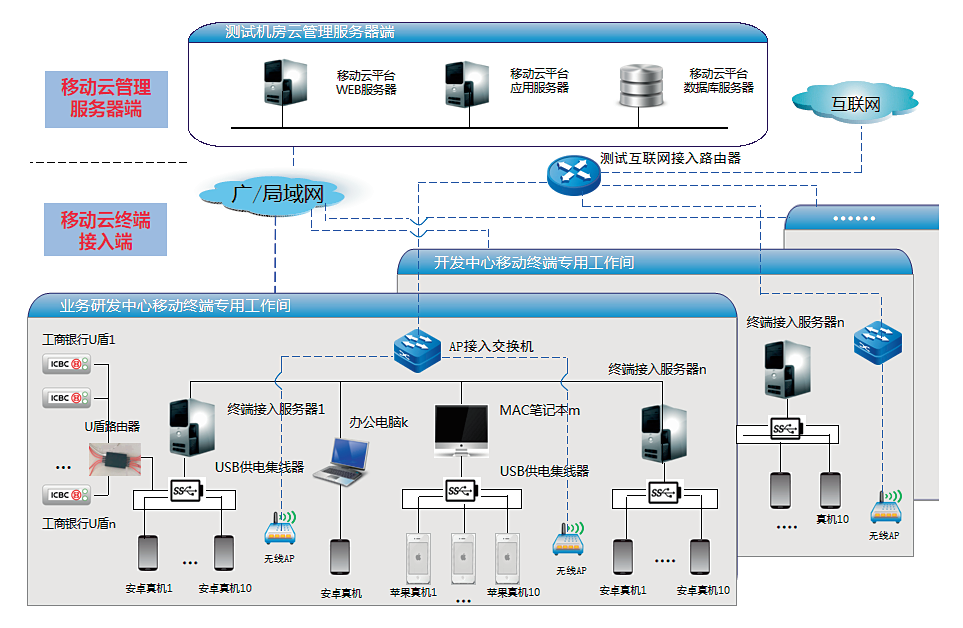 测试机房云管理服务器端
移动云管理
服务器端
移动云平台
WEB服务器
移动云平台
应用服务器
移动云平台
数据库服务器
互联网
测试互联网接入路由器
广/局域网
移动云终端
接入端
••••••
开发中心移动终端专用工作间
业务研发中心移动终端专用工作间
终端接入服务器n
工商银行U盾1
AP接入交换机
ICBC
终端接入服务器n
ICBC
终端接入服务器1
MAC笔记本m
办公电脑k
U盾路由器
SS
...
USB供电集线器
USB供电集线器
ICBC
SS
SS
SS
工商银行U盾n
....
真机10
无线AP
...
....
无线AP
无线AP
安卓真机1
安卓真机10
安卓真机
苹果真机1
...
苹果真机10
安卓真机1
安卓真机10